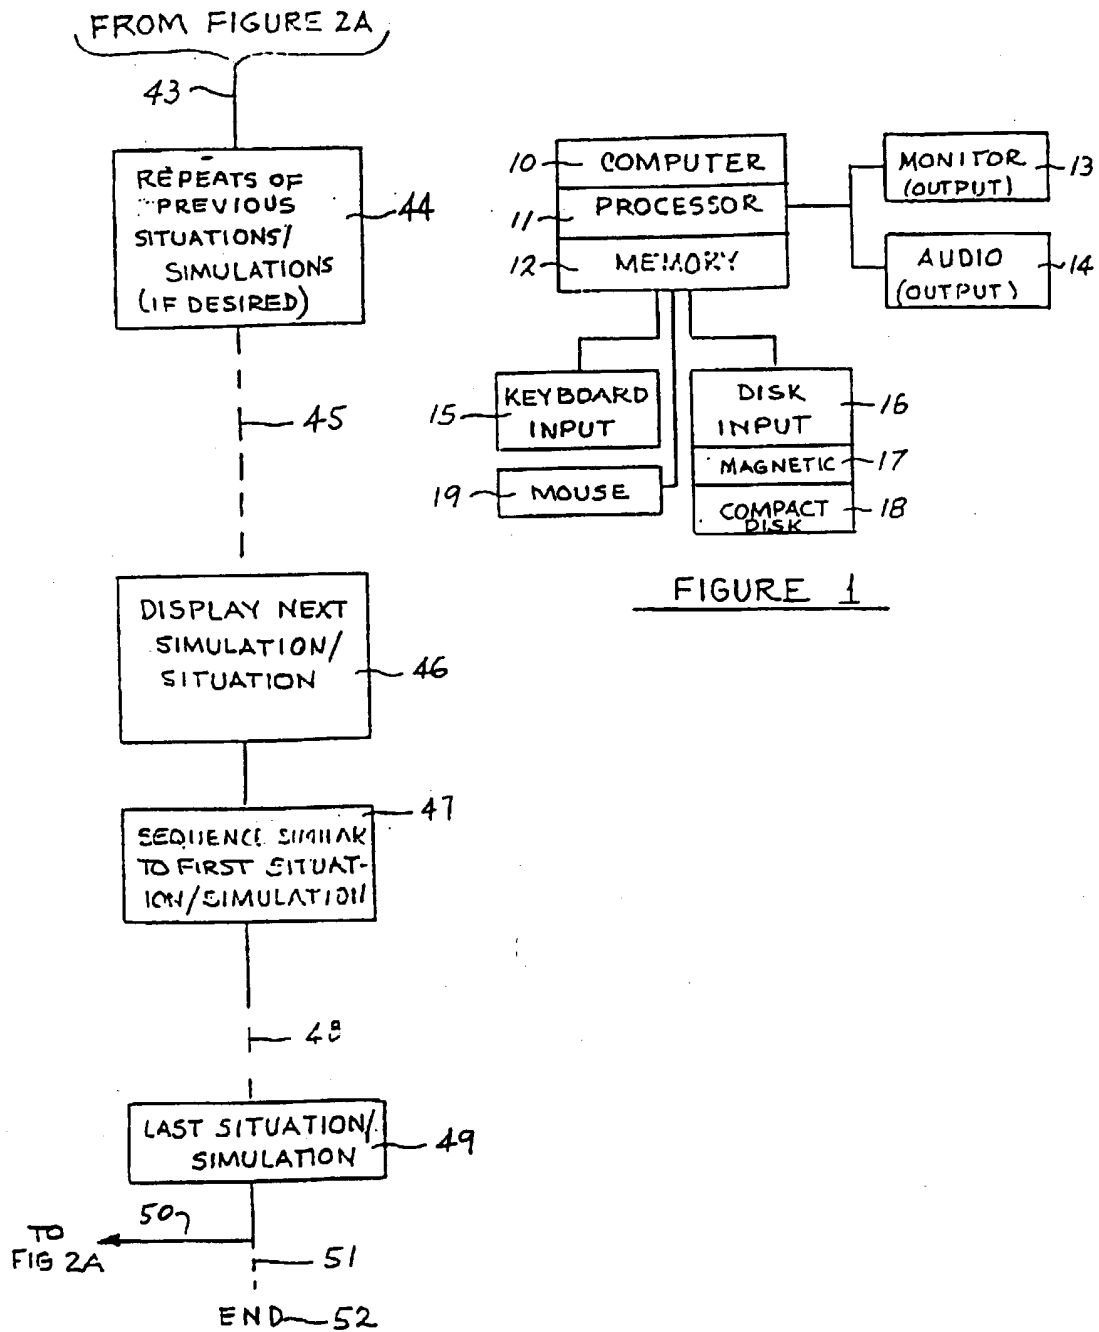 FROM FIGURE 2A
43
REPEATS OF
PREVIOUS
SITUATIONS/
SIMULATIONS
(IF DESIRED)
44
45
DISPLAY NEXT
SIMULATION/
SITUATION
46
47
SEQUENCE SIMILAR
TO FIRST SITUAT-
ION/SIMULATION
48
LAST SITUATION/
SIMULATION
49
50
TO
FIG 2A
51
END 52
10 COMPUTER
11 PROCESSOR
12 MEMORY
MONITOR
(OUTPUT)
13
AUDIO
(OUTPUT)
14
15 KEYBOARD
INPUT
DISK
INPUT
16
MAGNETIC 17
COMPACT
DISK
18
19 MOUSE
FIGURE 1